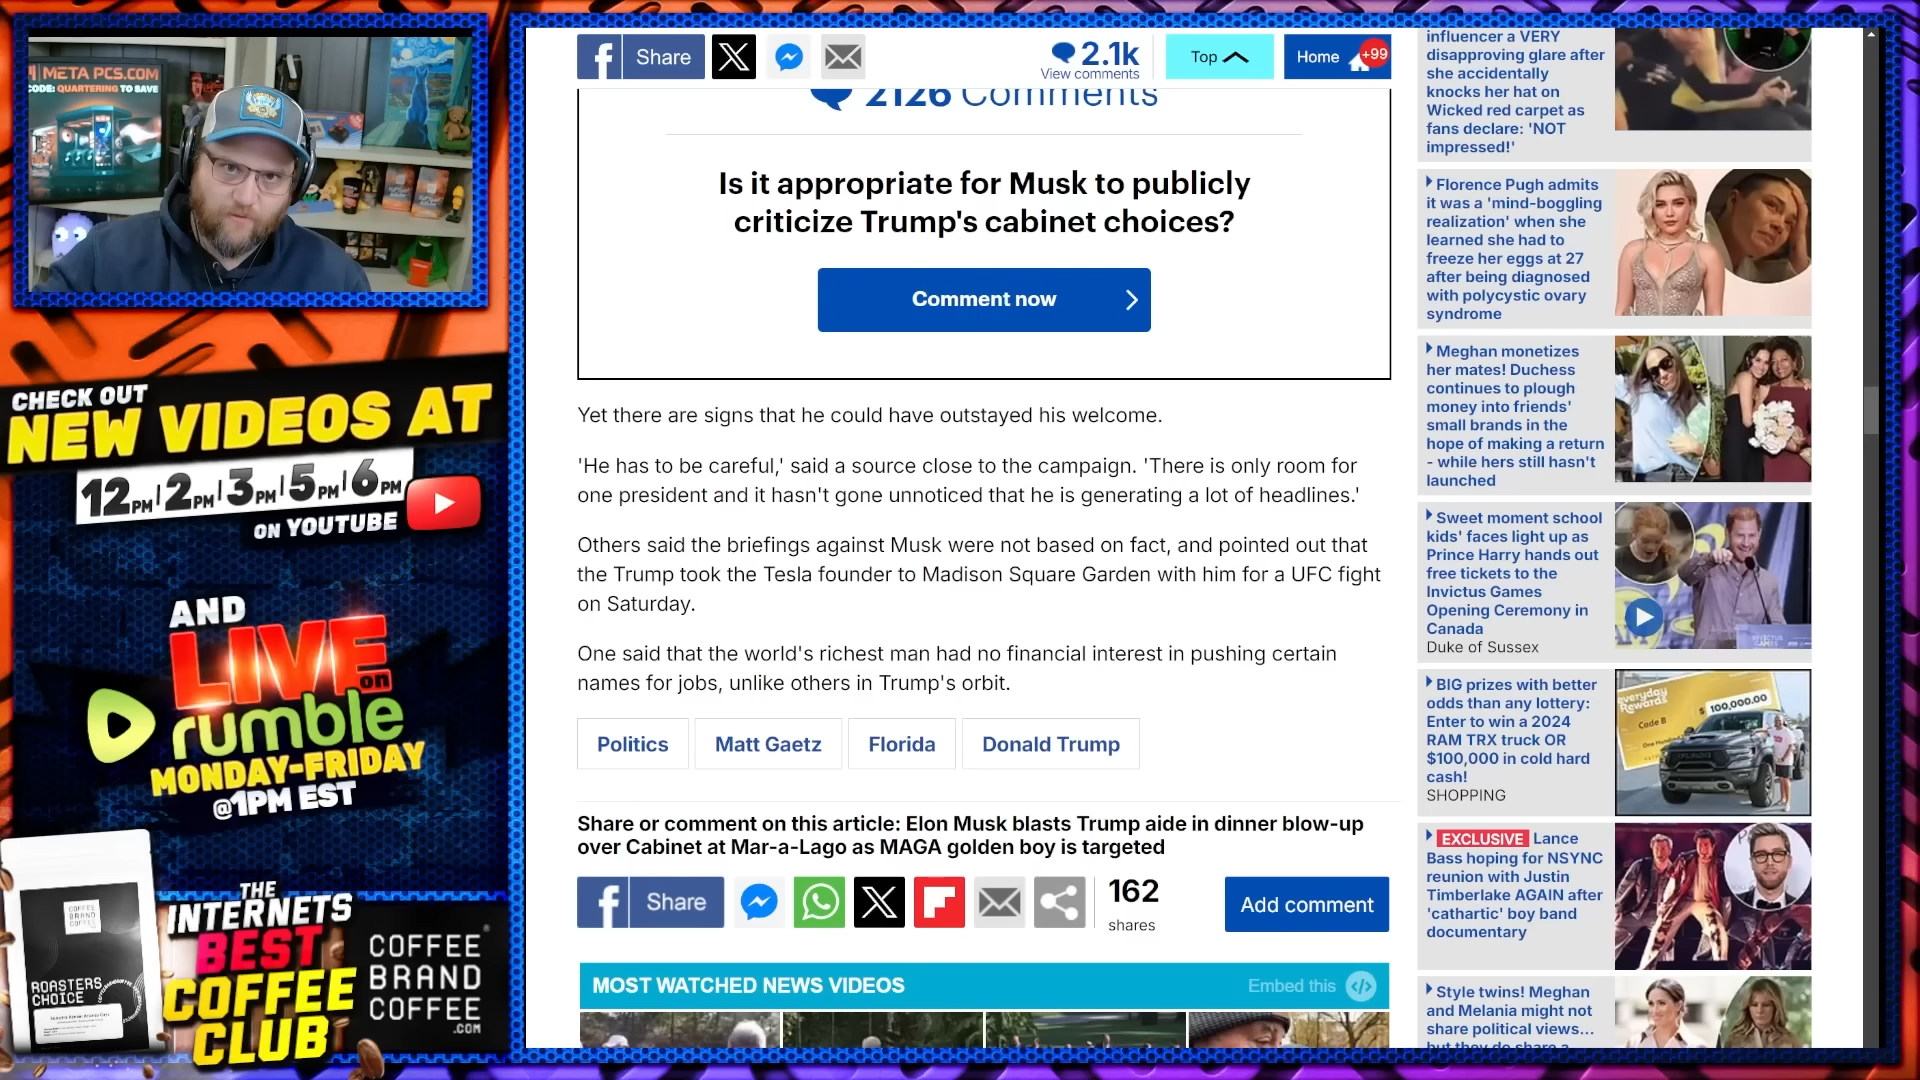 META PCS.COM
CODE: QUARTERING TO SAVE
CHECK OUT
NEW VIDEOS AT
12PM | 2PM | 3PM | 5PM | 6PM
ON YOUTUBE
AND
LIVE
on
rumble
MONDAY-FRIDAY
@1PM EST
THE
INTERNETS
BEST
COFFEE
CLUB
COFFEE
BRAND
COFFEE
.COM
COFFEE
BRAND
COFFEE
ROASTERS
CHOICE
Share
2.1k
View comments
Top
Home
+99
2126 Comments
Is it appropriate for Musk to publicly
criticize Trump's cabinet choices?
Comment now
Yet there are signs that he could have outstayed his welcome.
'He has to be careful,' said a source close to the campaign. 'There is only room for
one president and it hasn't gone unnoticed that he is generating a lot of headlines.'
Others said the briefings against Musk were not based on fact, and pointed out that
the Trump took the Tesla founder to Madison Square Garden with him for a UFC fight
on Saturday.
One said that the world's richest man had no financial interest in pushing certain
names for jobs, unlike others in Trump's orbit.
Politics
Matt Gaetz
Florida
Donald Trump
Share or comment on this article: Elon Musk blasts Trump aide in dinner blow-up
over Cabinet at Mar-a-Lago as MAGA golden boy is targeted
Share
162
shares
Add comment
MOST WATCHED NEWS VIDEOS
Embed this
influencer a VERY
disapproving glare after
she accidentally
knocks her hat on
Wicked red carpet as
fans declare: 'NOT
impressed!'
Florence Pugh admits
it was a 'mind-boggling
realization' when she
learned she had to
freeze her eggs at 27
after being diagnosed
with polycystic ovary
syndrome
Meghan monetizes
her mates! Duchess
continues to plough
money into friends'
small brands in the
hope of making a return
- while hers still hasn't
launched
Sweet moment school
kids' faces light up as
Prince Harry hands out
free tickets to the
Invictus Games
Opening Ceremony in
Canada
Duke of Sussex
BIG prizes with better
odds than any lottery:
Enter to win a 2024
RAM TRX truck OR
$100,000 in cold hard
cash!
SHOPPING
everyday
Rewards
$ 100,000.00
Code B
EXCLUSIVE Lance
Bass hoping for NSYNC
reunion with Justin
Timberlake AGAIN after
'cathartic' boy band
documentary
Style twins! Meghan
and Melania might not
share political views...
but they do share a